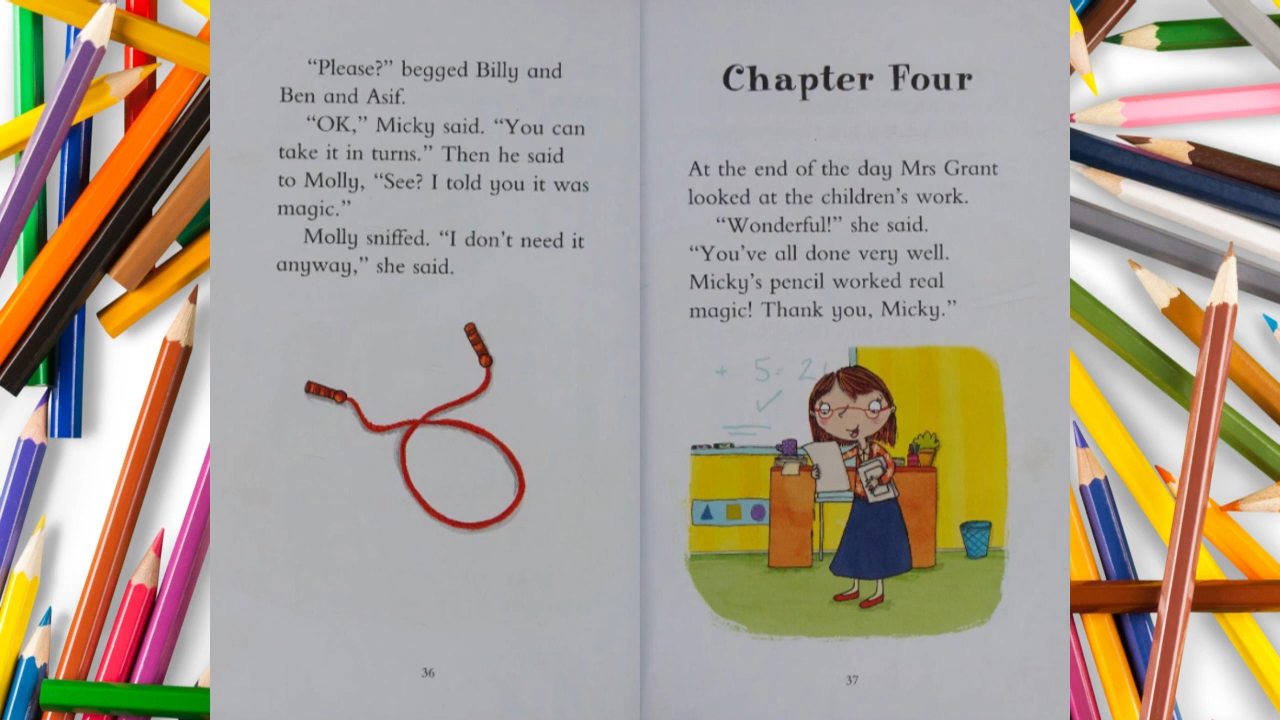 “Please?” begged Billy and
Ben and Asif.
“OK,” Micky said. “You can
take it in turns.” Then he said
to Molly, “See? I told you it was
magic.”
Molly sniffed. “I don’t need it
anyway,” she said.
36
Chapter Four
At the end of the day Mrs Grant
looked at the children’s work.
“Wonderful!” she said.
“You’ve all done very well.
Micky’s pencil worked real
magic! Thank you, Micky.”
+ 5 = 2
37